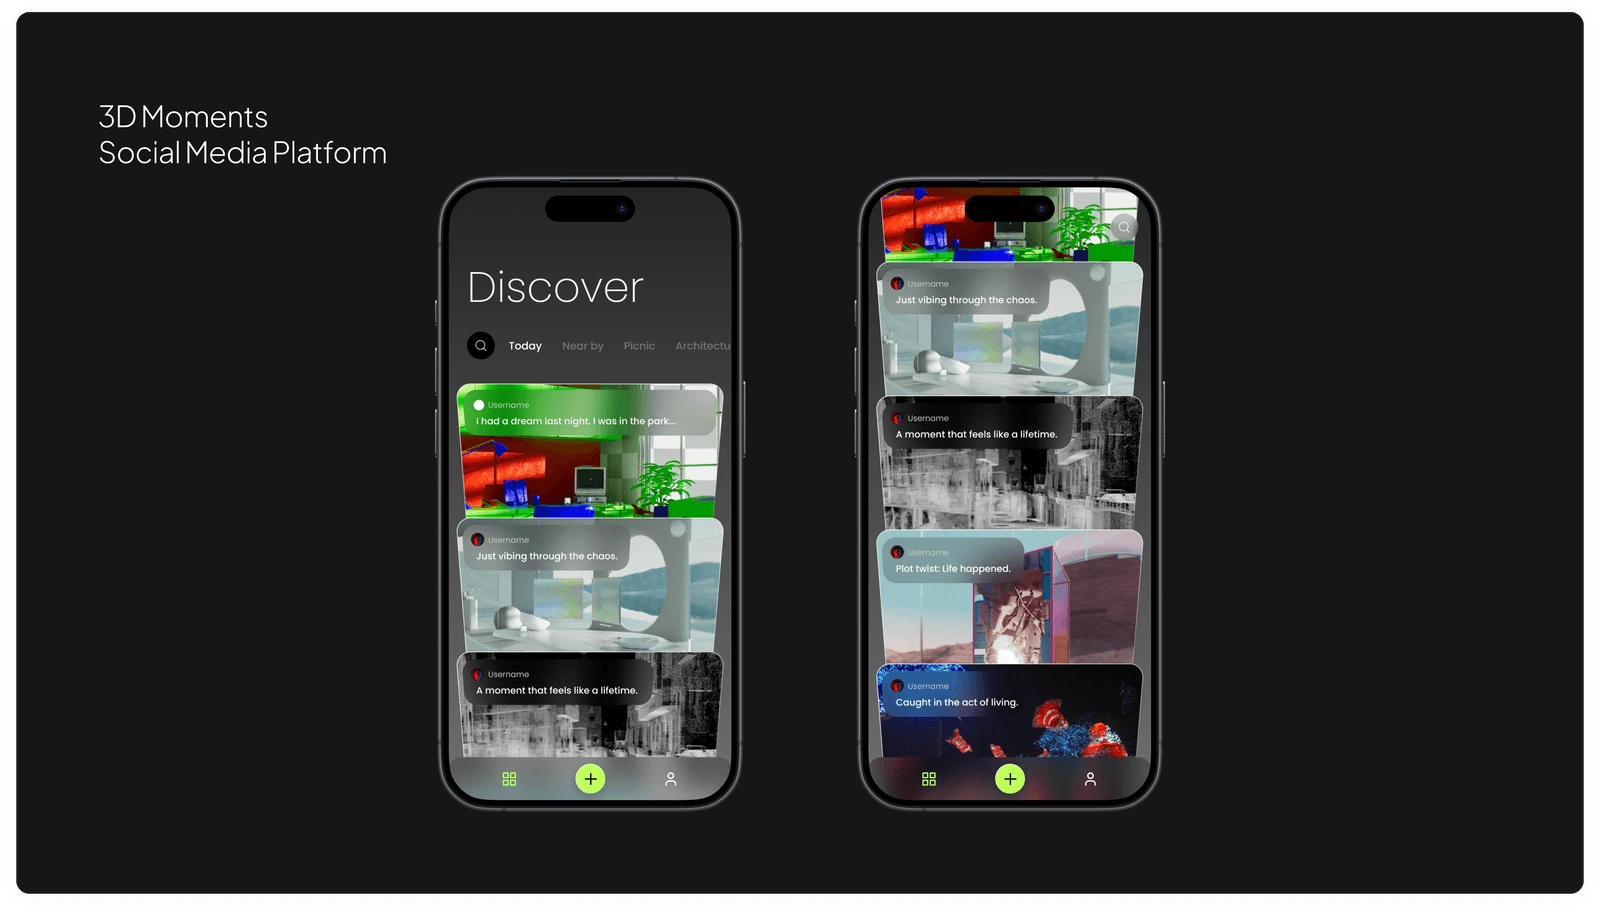 3D Moments
Social Media Platform
Discover
Today Near by Picnic Architectu
Username
I had a dream last night. I was in the park...
Username
Just vibing through the chaos.
Username
A moment that feels like a lifetime.
Username
Just vibing through the chaos.
Username
A moment that feels like a lifetime.
Username
Plot twist: Life happened.
Username
Caught in the act of living.